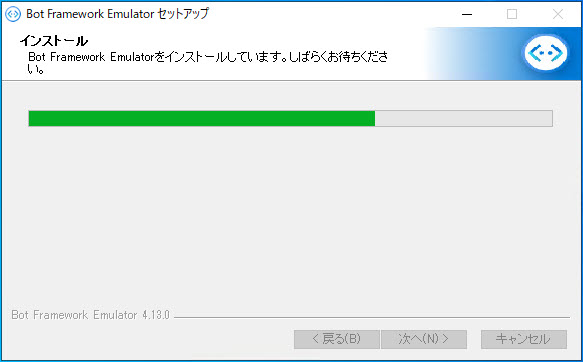 Bot Framework Emulator セットアップ
インストール
Bot Framework Emulatorをインストールしています。しばらくお待ちくださ
い。
Bot Framework Emulator 4.13.0
< 戻る(B)
次へ(N) >
キャンセル